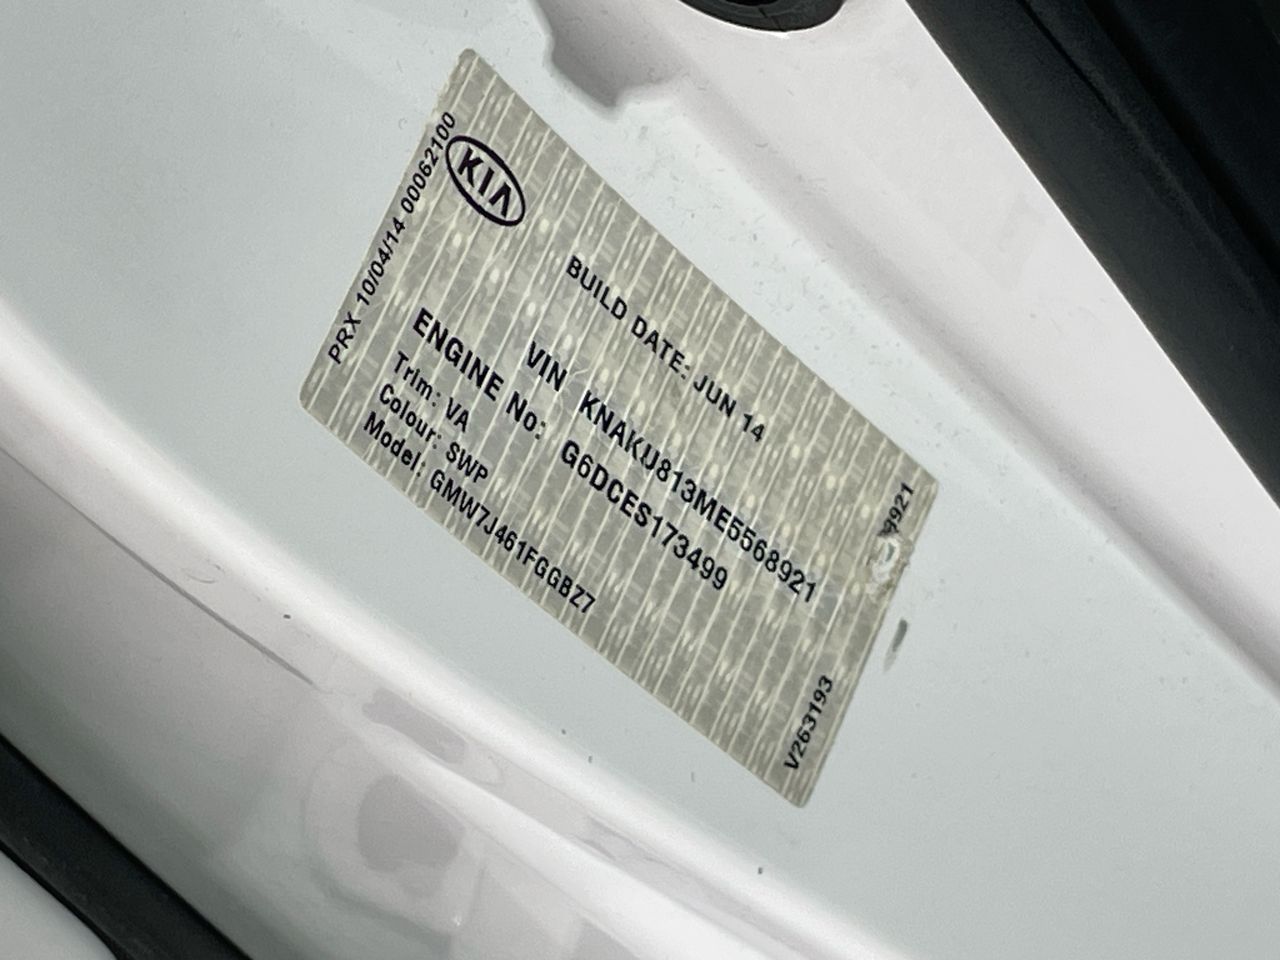 PRX 10/04/14 00062100
KIA
BUILD DATE: JUN 14
VIN KNAKU813ME5568921
ENGINE No: G6DCES173499
Trim: VA
Colour: SWP
Model: GMW7J461FGGBZ7
V263193